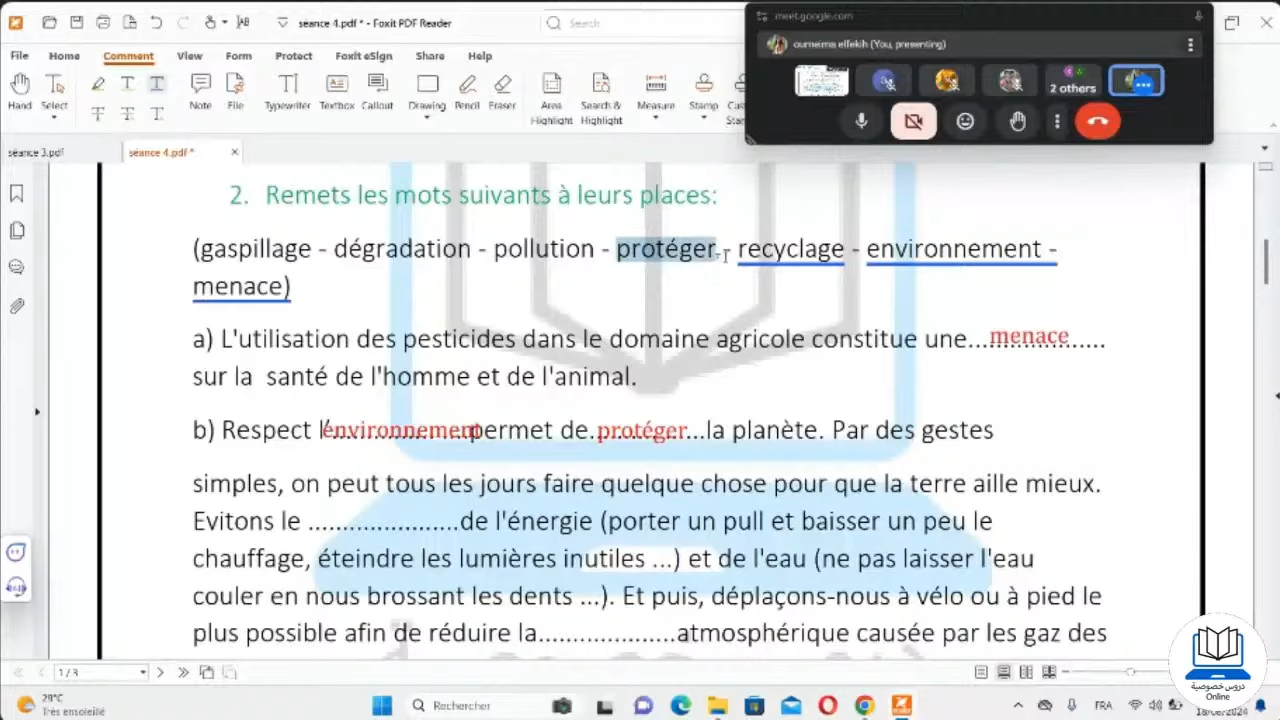 séance 4.pdf * - Foxit PDF Reader
Search
meet.google.com
oumeima elfekih (You, presenting)
2 others
File Home Comment View Form Protect Foxit eSign Share Help
Hand Select Note File Typewriter Textbox Callout Drawing Pencil Eraser Area Highlight Search & Highlight Measure Stamp
séance 3.pdf séance 4.pdf *
2. Remets les mots suivants à leurs places:
(gaspillage - dégradation - pollution - protéger - recyclage - environnement -
menace)
a) L'utilisation des pesticides dans le domaine agricole constitue une...menace...
sur la santé de l'homme et de l'animal.
b) Respect l'environnement permet de...protéger...la planète. Par des gestes
simples, on peut tous les jours faire quelque chose pour que la terre aille mieux.
Evitons le ......................de l'énergie (porter un pull et baisser un peu le
chauffage, éteindre les lumières inutiles ...) et de l'eau (ne pas laisser l'eau
couler en nous brossant les dents ...). Et puis, déplaçons-nous à vélo ou à pied le
plus possible afin de réduire la....................atmosphérique causée par les gaz des
1 / 3
دروس خصوصية
Online
29°C
Très ensoleillé
Rechercher
FRA